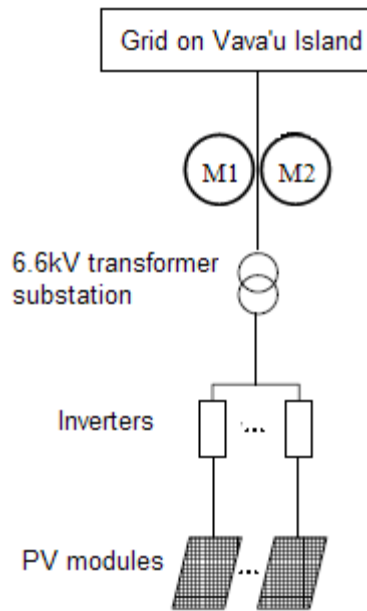 Grid on Vava'u Island
M1 M2
6.6kV transformer
substation
Inverters
...
PV modules
...